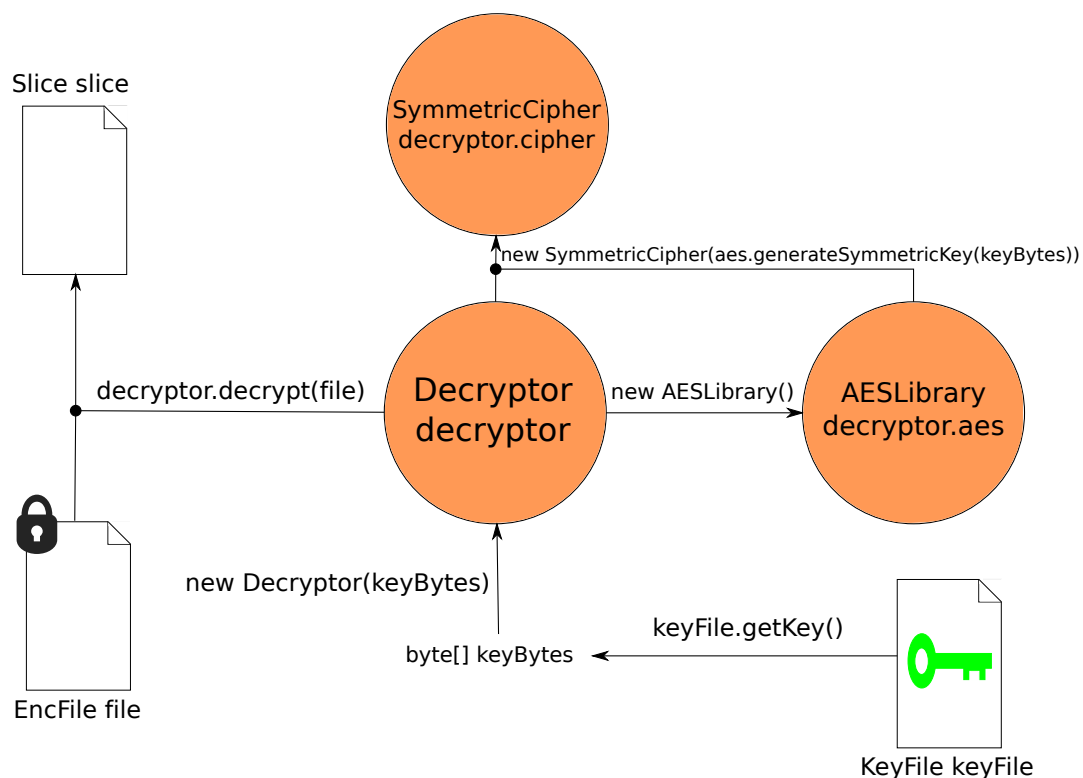 Slice slice
SymmetricCipher
decryptor.cipher
new SymmetricCipher(aes.generateSymmetricKey(keyBytes))
decryptor.decrypt(file)
Decryptor
decryptor
new AESLibrary()
AESLibrary
decryptor.aes
new Decryptor(keyBytes)
keyFile.getKey()
byte[] keyBytes
EncFile file
KeyFile keyFile